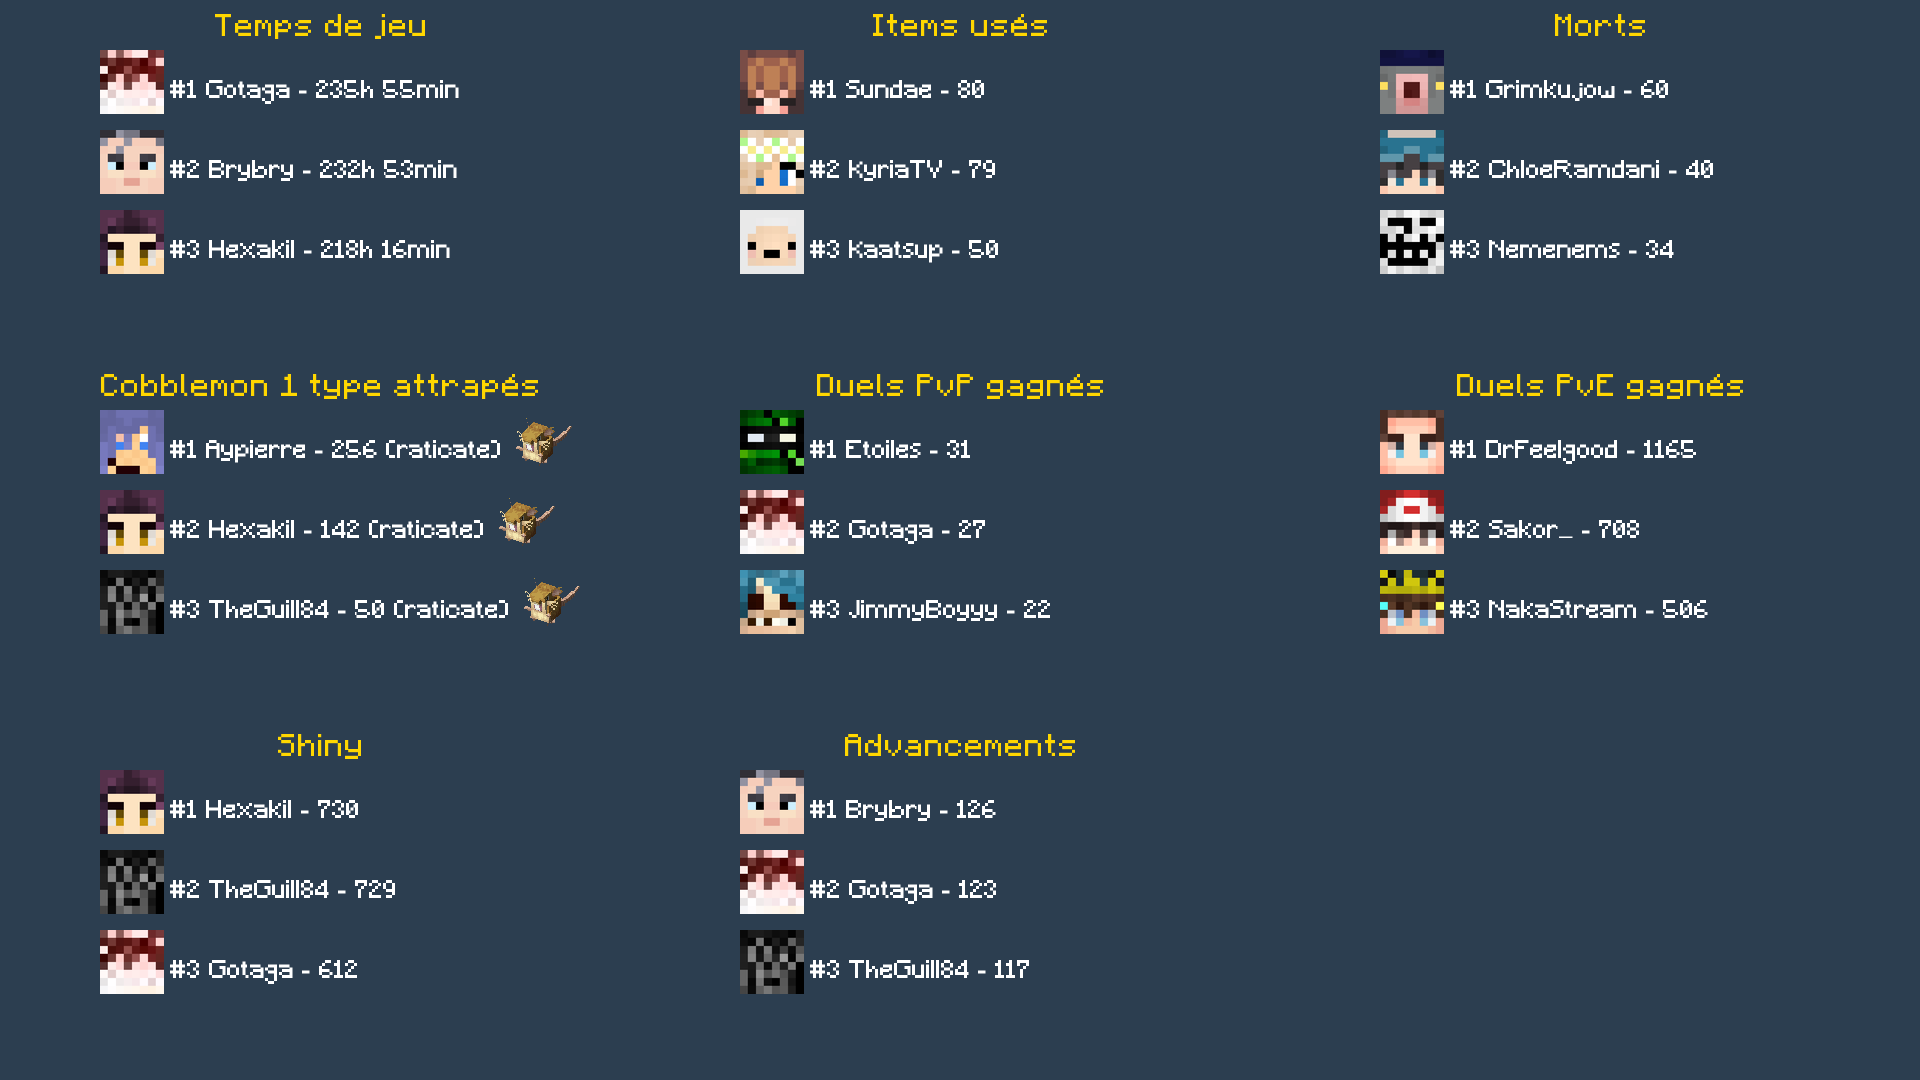 Temps de jeu
#1 Gotaga - 235h 55min
#2 Brybry - 232h 53min
#3 Hexakil - 218h 16min
Items usés
#1 Sundae - 80
#2 KyriaTV - 79
#3 Kaatsup - 50
Morts
#1 Grimkujow - 60
#2 ChloeRamdani - 40
#3 Nemenems - 34
Cobblemon 1 type attrapés
#1 Aypierre - 256 (raticate)
#2 Hexakil - 142 (raticate)
#3 TheGuill84 - 50 (raticate)
Duels PvP gagnés
#1 Etoiles - 31
#2 Gotaga - 27
#3 JimmyBoyyy - 22
Duels PvE gagnés
#1 DrFeelgood - 1165
#2 Sakor_ - 708
#3 NakaStream - 506
Shiny
#1 Hexakil - 730
#2 TheGuill84 - 729
#3 Gotaga - 612
Advancements
#1 Brybry - 126
#2 Gotaga - 123
#3 TheGuill84 - 117